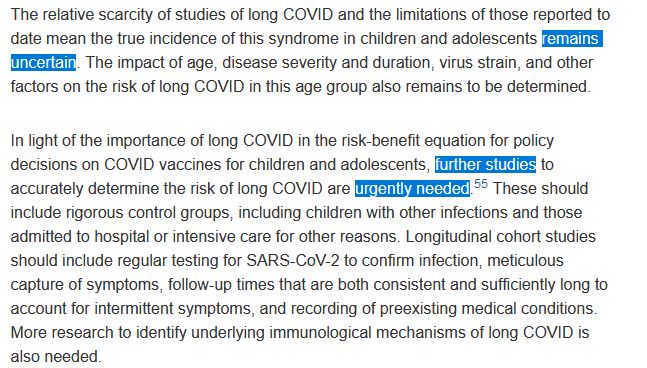 The relative scarcity of studies of long COVID and the limitations of those reported to
date mean the true incidence of this syndrome in children and adolescents remains
uncertain. The impact of age, disease severity and duration, virus strain, and other
factors on the risk of long COVID in this age group also remains to be determined.
In light of the importance of long COVID in the risk-benefit equation for policy
decisions on COVID vaccines for children and adolescents, further studies to
accurately determine the risk of long COVID are urgently needed.55 These should
include rigorous control groups, including children with other infections and those
admitted to hospital or intensive care for other reasons. Longitudinal cohort studies
should include regular testing for SARS-CoV-2 to confirm infection, meticulous
capture of symptoms, follow-up times that are both consistent and sufficiently long to
account for intermittent symptoms, and recording of preexisting medical conditions.
More research to identify underlying immunological mechanisms of long COVID is
also needed.